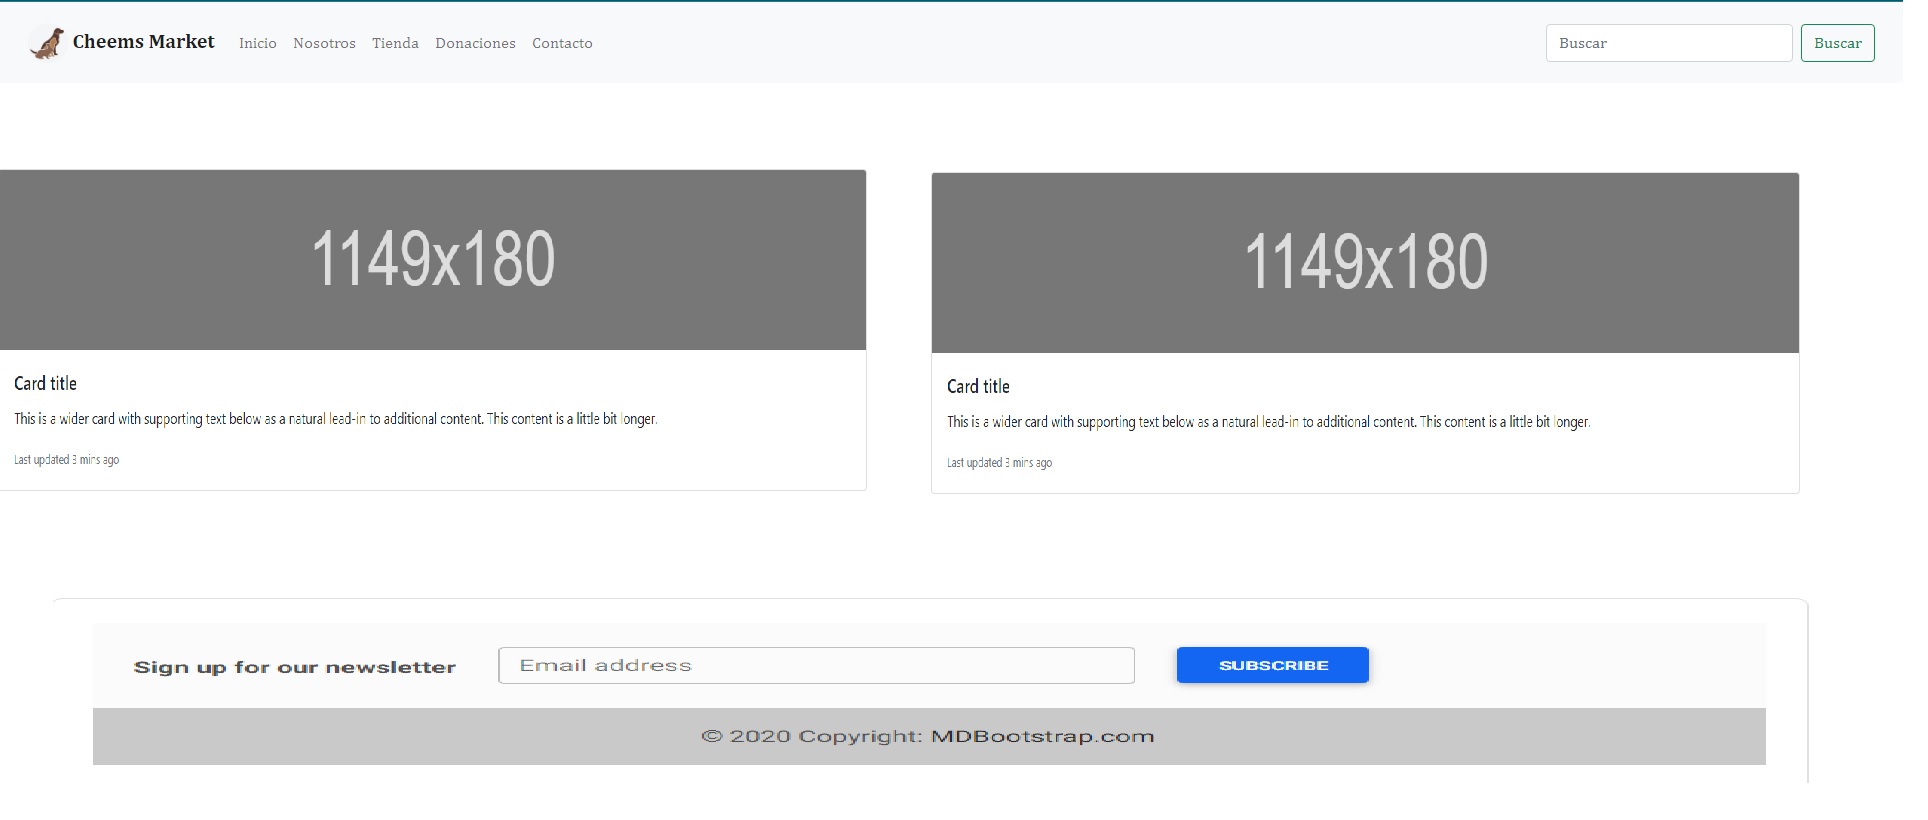 Cheems Market Inicio Nosotros Tienda Donaciones Contacto Buscar Buscar
1149x180
Card title
This is a wider card with supporting text below as a natural lead-in to additional content. This content is a little bit longer.
Last updated 3 mins ago
1149x180
Card title
This is a wider card with supporting text below as a natural lead-in to additional content. This content is a little bit longer.
Last updated 3 mins ago
Sign up for our newsletter Email address SUBSCRIBE
© 2020 Copyright: MDBootstrap.com